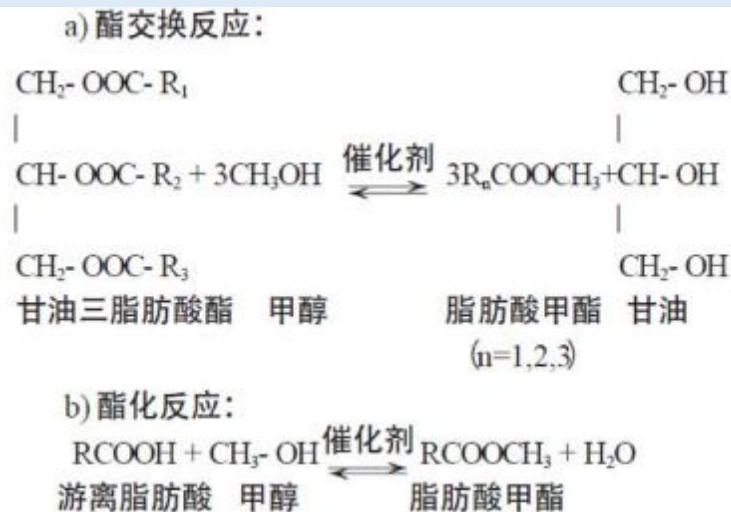 a) 酯交换反应：
CH₂- OOC- R₁ CH₂- OH
| |
CH- OOC- R₂ + 3CH₃OH 催化剂 ⇌ 3RₙCOOCH₃+CH- OH
| |
CH₂- OOC- R₃ CH₂- OH
甘油三脂肪酸酯 甲醇 脂肪酸甲酯 甘油
(n=1,2,3)
b) 酯化反应：
RCOOH + CH₃- OH 催化剂 ⇌ RCOOCH₃ + H₂O
游离脂肪酸 甲醇 脂肪酸甲酯